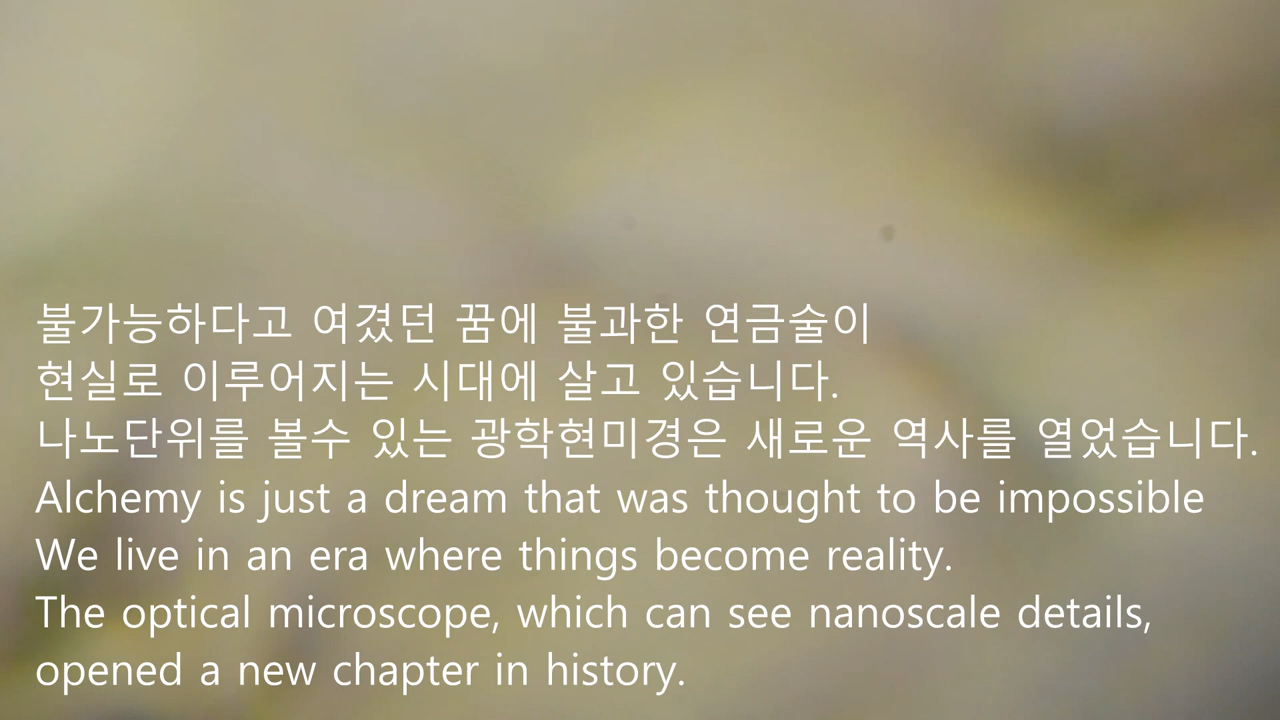 불가능하다고 여겼던 꿈에 불과한 연금술이
현실로 이루어지는 시대에 살고 있습니다.
나노단위를 볼수 있는 광학현미경은 새로운 역사를 열었습니다.
Alchemy is just a dream that was thought to be impossible
We live in an era where things become reality.
The optical microscope, which can see nanoscale details,
opened a new chapter in history.